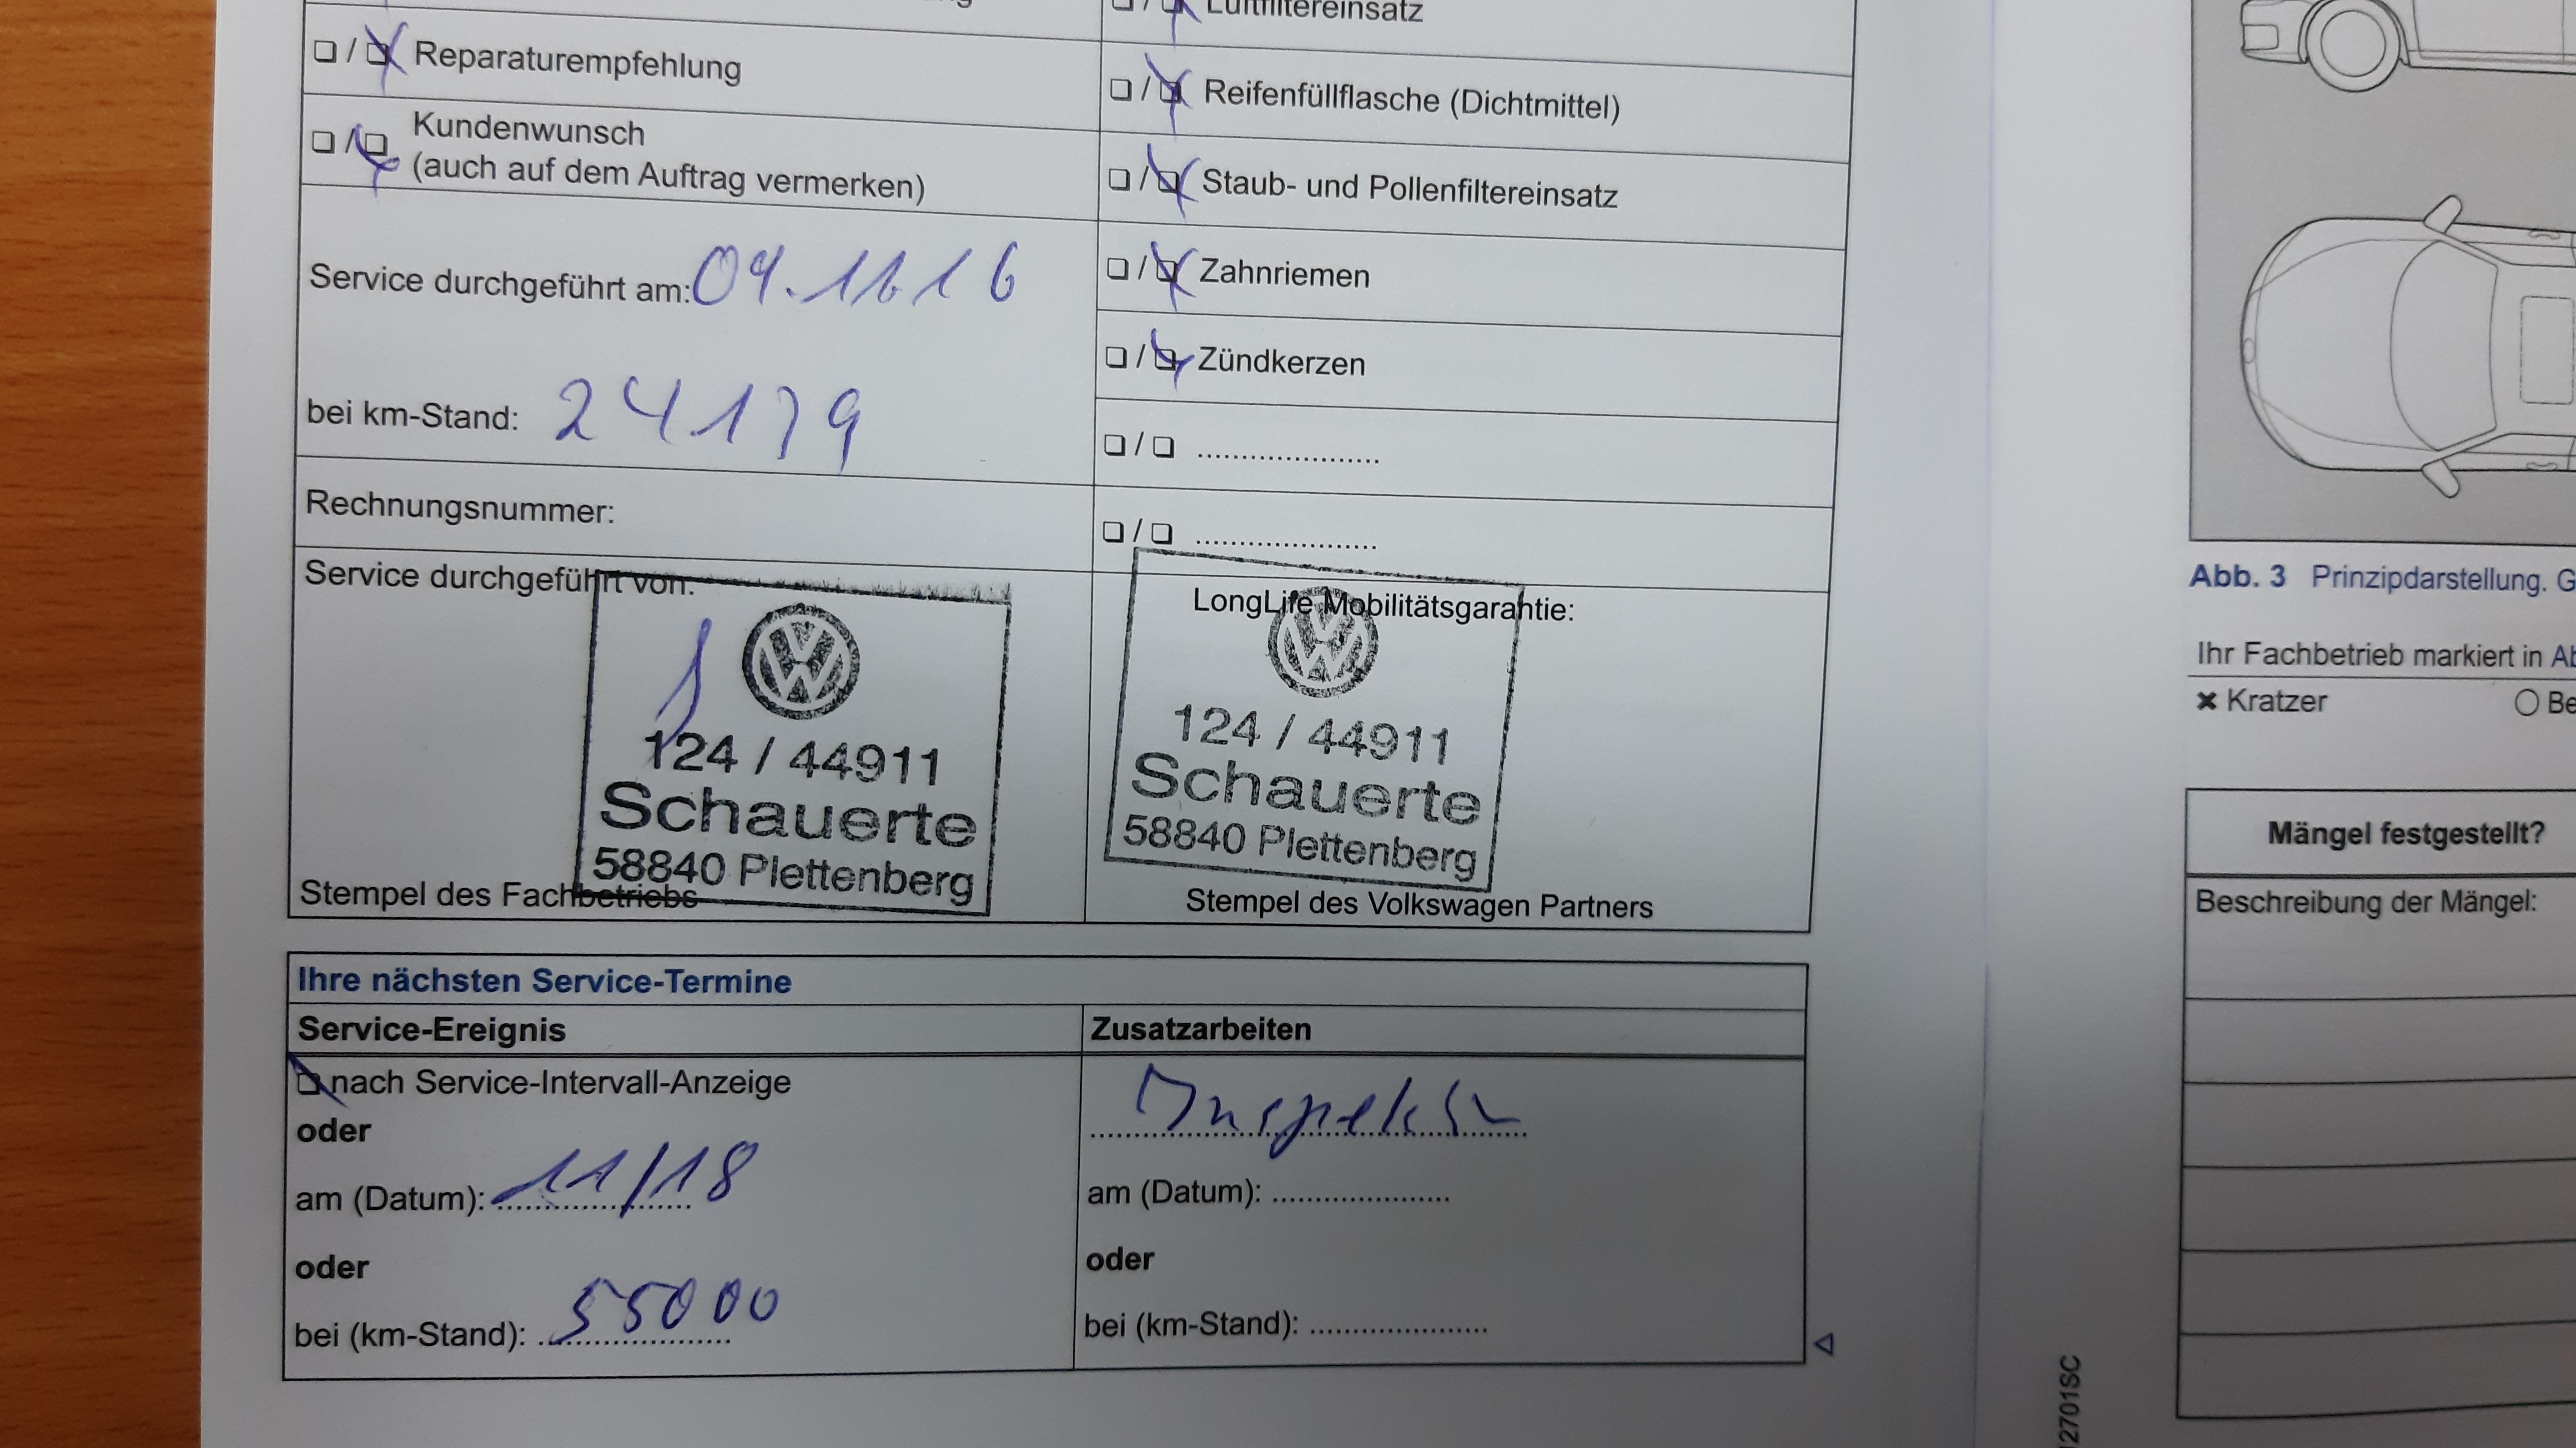 Luftfiltereinsatz
❏ / ❏ Reparaturempfehlung
❏ / ❏ Reifenfüllflasche (Dichtmittel)
❏ / ❏ Kundenwunsch
(auch auf dem Auftrag vermerken)
❏ / ❏ Staub- und Pollenfiltereinsatz
Service durchgeführt am: 04.11.16
❏ / ❏ Zahnriemen
❏ / ❏ Zündkerzen
bei km-Stand: 24179
❏ / ❏ .....................
Rechnungsnummer:
❏ / ❏ .....................
Service durchgeführt von:
124 / 44911
Schauerte
58840 Plettenberg
Stempel des Fachbetriebs
LongLife Mobilitätsgarantie:
124 / 44911
Schauerte
58840 Plettenberg
Stempel des Volkswagen Partners
Ihre nächsten Service-Termine
Service-Ereignis
❏ nach Service-Intervall-Anzeige
oder
am (Datum): 11/18
oder
bei (km-Stand): 55000
Zusatzarbeiten
am (Datum): .....................
oder
bei (km-Stand): .....................
Abb. 3 Prinzipdarstellung.
Ihr Fachbetrieb markiert in
Kratzer
Mängel festgestellt?
Beschreibung der Mängel:
12701SC